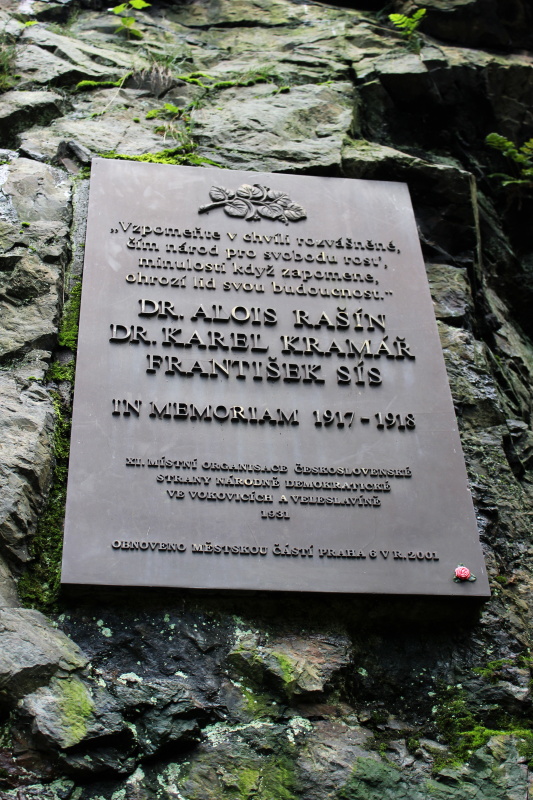 „Vzpomeňte v chvíli rozvášněné,
čím národ pro svobodu rost',
minulosti když zapomene,
ohrozí lid svou budoucnost."
DR. ALOIS RAŠÍN
DR. KAREL KRAMÁŘ
FRANTIŠEK SÍS
IN MEMORIAM 1917 - 1918
XI. MÍSTNÍ ORGANISACE ČESKOSLOVENSKÉ
STRANY NÁRODNĚ DEMOKRATICKÉ
VE VOKOVICÍCH A VELESLAVÍNĚ
1931
OBNOVENO MĚSTSKOU ČÁSTÍ PRAHA 6 V R. 2001